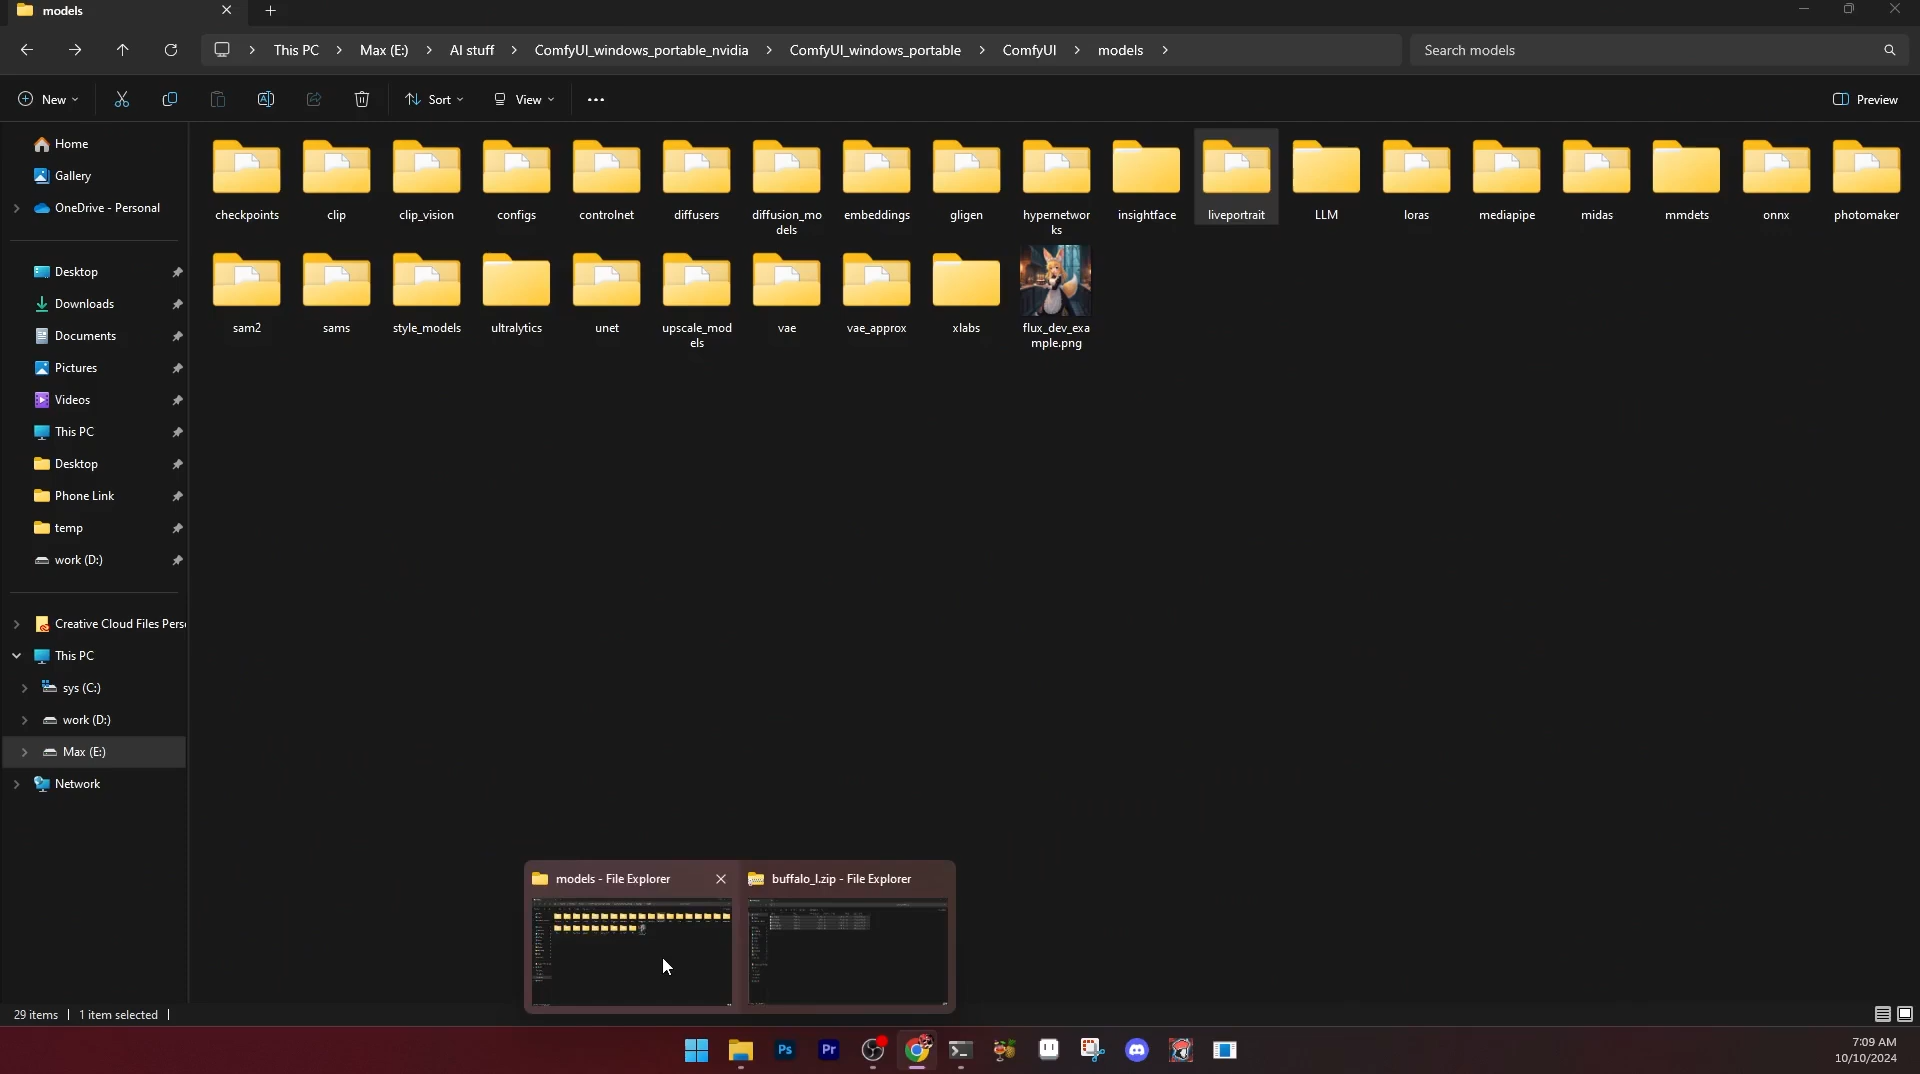 models
This PC
Max (E:)
AI stuff
ComfyUI_windows_portable_nvidia
ComfyUI_windows_portable
ComfyUI
models
Search models
New
Sort
View
Preview
Home
Gallery
OneDrive - Personal
Desktop
Downloads
Documents
Pictures
Videos
This PC
Desktop
Phone Link
temp
work (D:)
Creative Cloud Files Pers
This PC
sys (C:)
work (D:)
Max (E:)
Network
checkpoints
clip
clip_vision
configs
controlnet
diffusers
diffusion_mo
dels
embeddings
gligen
hypernetwor
ks
insightface
liveportrait
LLM
loras
mediapipe
midas
mmdets
onnx
photomaker
sam2
sams
style_models
ultralytics
unet
upscale_mod
els
vae
vae_approx
xlabs
flux_dev_exa
mple.png
models - File Explorer
buffalo_l.zip - File Explorer
29 items
1 item selected
Ps
Pr
7:09 AM
10/10/2024